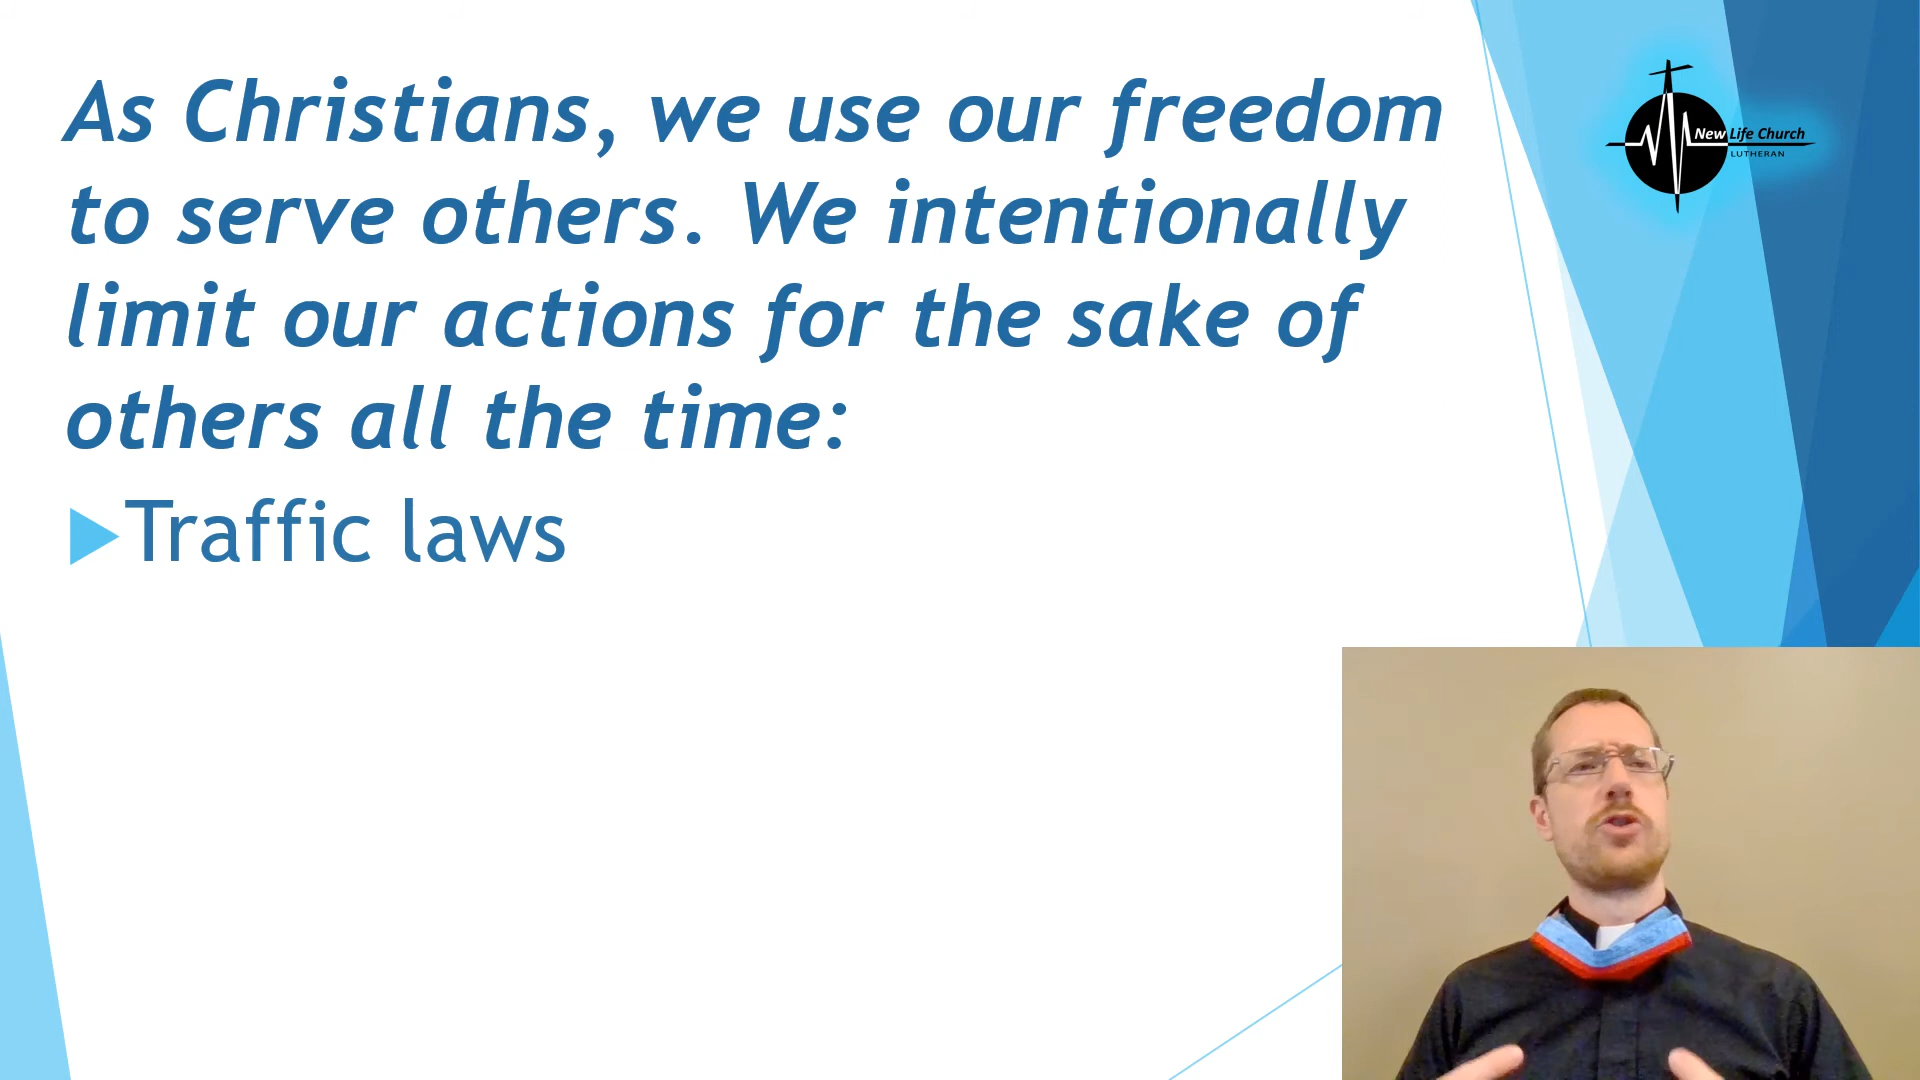 As Christians, we use our freedom
to serve others. We intentionally
limit our actions for the sake of
others all the time:
Traffic laws
New Life Church
LUTHERAN